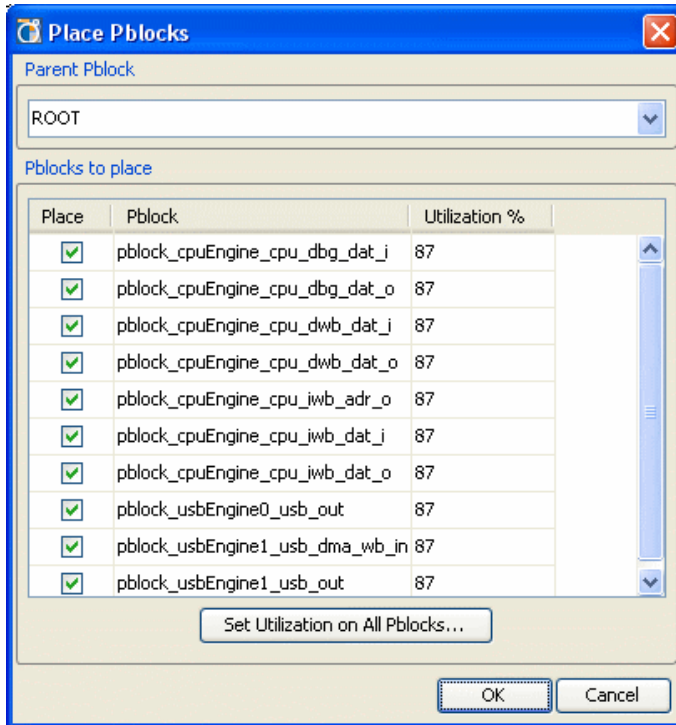 Place Pblocks
Parent Pblock
ROOT
Pblocks to place
Place Pblock Utilization %
pblock_cpuEngine_cpu_dbg_dat_i 87
pblock_cpuEngine_cpu_dbg_dat_o 87
pblock_cpuEngine_cpu_dwb_dat_i 87
pblock_cpuEngine_cpu_dwb_dat_o 87
pblock_cpuEngine_cpu_iwb_adr_o 87
pblock_cpuEngine_cpu_iwb_dat_i 87
pblock_cpuEngine_cpu_iwb_dat_o 87
pblock_usbEngine0_usb_out 87
pblock_usbEngine1_usb_dma_wb_in 87
pblock_usbEngine1_usb_out 87
Set Utilization on All Pblocks...
OK Cancel